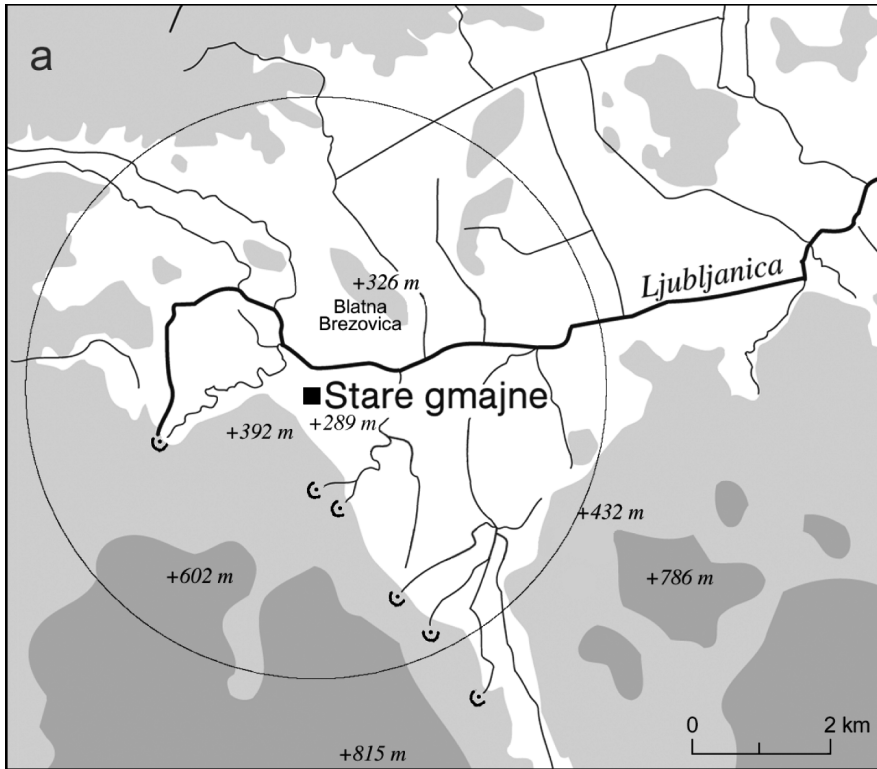 a
Ljubljanica
+326 m
Blatna
Brezovica
Stare gmajne
+392 m
+289 m
+432 m
+602 m
+786 m
+815 m
0
2 km